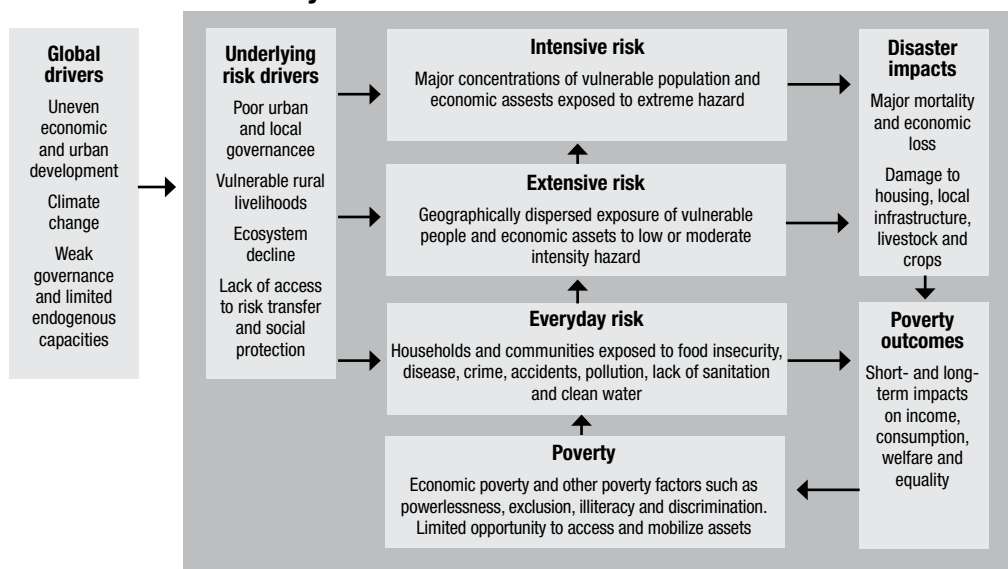 Global
drivers
Uneven
economic
and urban
development
Climate
change
Weak
governance
and limited
endogenous
capacities
Underlying
risk drivers
Poor urban
and local
governancee
Vulnerable rural
livelihoods
Ecosystem
decline
Lack of access
to risk transfer
and social
protection
Intensive risk
Major concentrations of vulnerable population and
economic assests exposed to extreme hazard
Extensive risk
Geographically dispersed exposure of vulnerable
people and economic assets to low or moderate
intensity hazard
Everyday risk
Households and communities exposed to food insecurity,
disease, crime, accidents, pollution, lack of sanitation
and clean water
Poverty
Economic poverty and other poverty factors such as
powerlessness, exclusion, illiteracy and discrimination.
Limited opportunity to access and mobilize assets
Disaster
impacts
Major mortality
and economic
loss
Damage to
housing, local
infrastructure,
livestock and
crops
Poverty
outcomes
Short- and long-
term impacts
on income,
consumption,
welfare and
equality